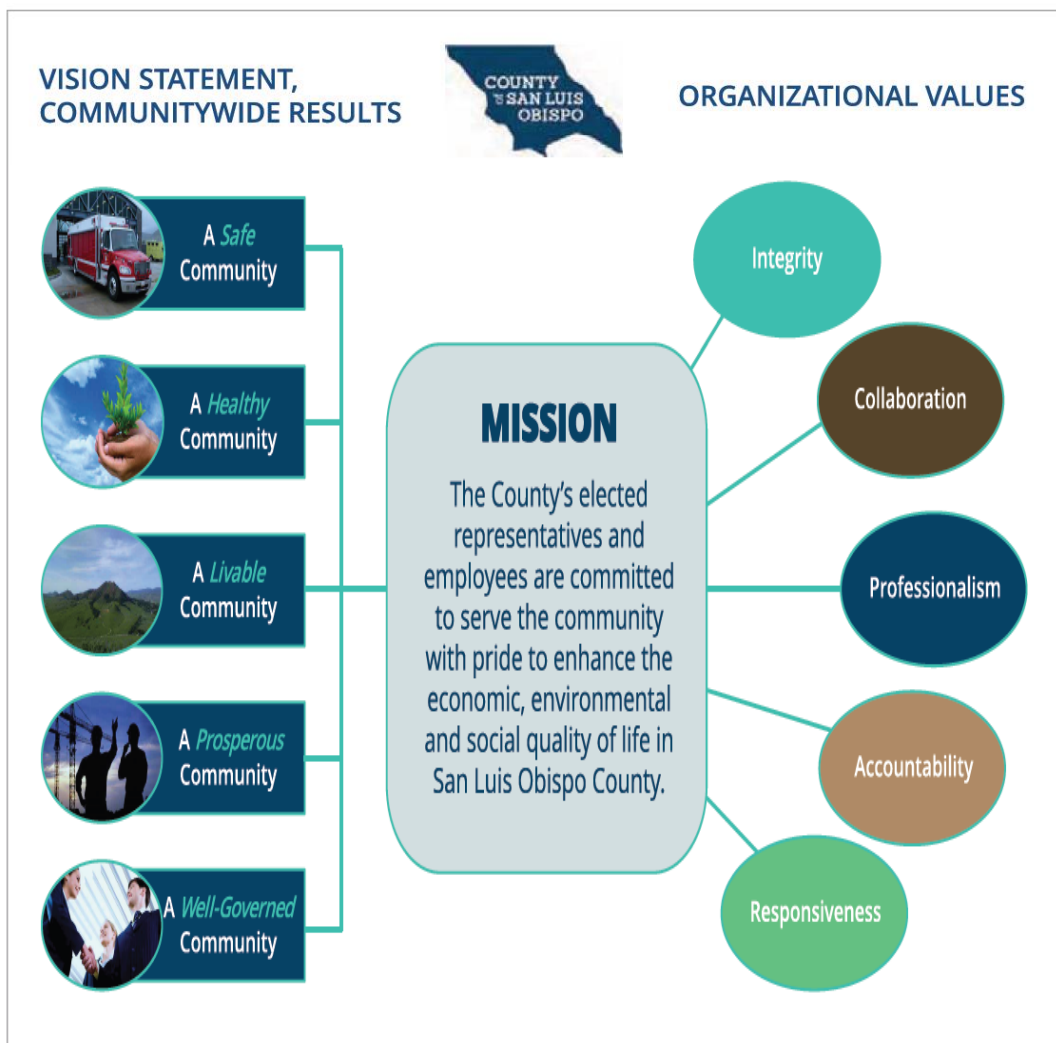 VISION STATEMENT,
COMMUNITYWIDE RESULTS
COUNTY
OF SAN LUIS
OBISPO
ORGANIZATIONAL VALUES
A Safe
Community
A Healthy
Community
A Livable
Community
A Prosperous
Community
A Well-Governed
Community
MISSION
The County’s elected
representatives and
employees are committed
to serve the community
with pride to enhance the
economic, environmental
and social quality of life in
San Luis Obispo County.
Integrity
Collaboration
Professionalism
Accountability
Responsiveness